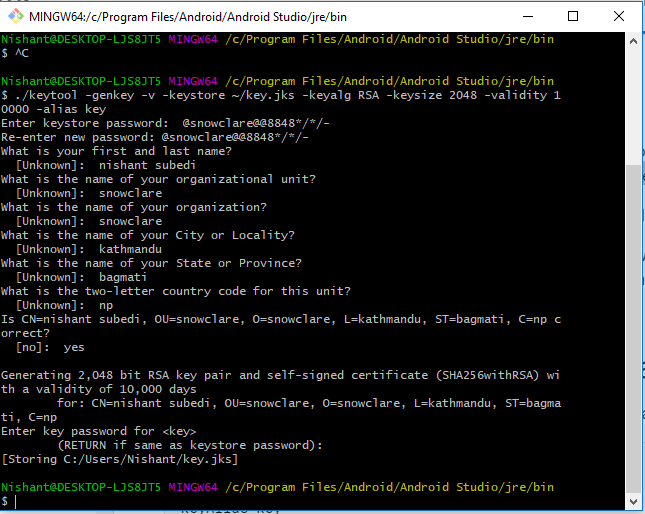 MINGW64:/c/Program Files/Android/Android Studio/jre/bin
Nishant@DESKTOP-LJS8JT5 MINGW64 /c/Program Files/Android/Android Studio/jre/bin
$ ^C
Nishant@DESKTOP-LJS8JT5 MINGW64 /c/Program Files/Android/Android Studio/jre/bin
$ ./keytool -genkey -v -keystore ~/key.jks -keyalg RSA -keysize 2048 -validity 1
0000 -alias key
Enter keystore password:  @snowclare@@8848*/*/-
Re-enter new password: @snowclare@@8848*/*/-
What is your first and last name?
  [Unknown]:  nishant subedi
What is the name of your organizational unit?
  [Unknown]:  snowclare
What is the name of your organization?
  [Unknown]:  snowclare
What is the name of your City or Locality?
  [Unknown]:  kathmandu
What is the name of your State or Province?
  [Unknown]:  bagmati
What is the two-letter country code for this unit?
  [Unknown]:  np
Is CN=nishant subedi, OU=snowclare, O=snowclare, L=kathmandu, ST=bagmati, C=np c
orrect?
  [no]:  yes
Generating 2,048 bit RSA key pair and self-signed certificate (SHA256withRSA) wi
th a validity of 10,000 days
        for: CN=nishant subedi, OU=snowclare, O=snowclare, L=kathmandu, ST=bagma
ti, C=np
Enter key password for <key>
        (RETURN if same as keystore password):
[Storing C:/Users/Nishant/key.jks]
Nishant@DESKTOP-LJS8JT5 MINGW64 /c/Program Files/Android/Android Studio/jre/bin
$